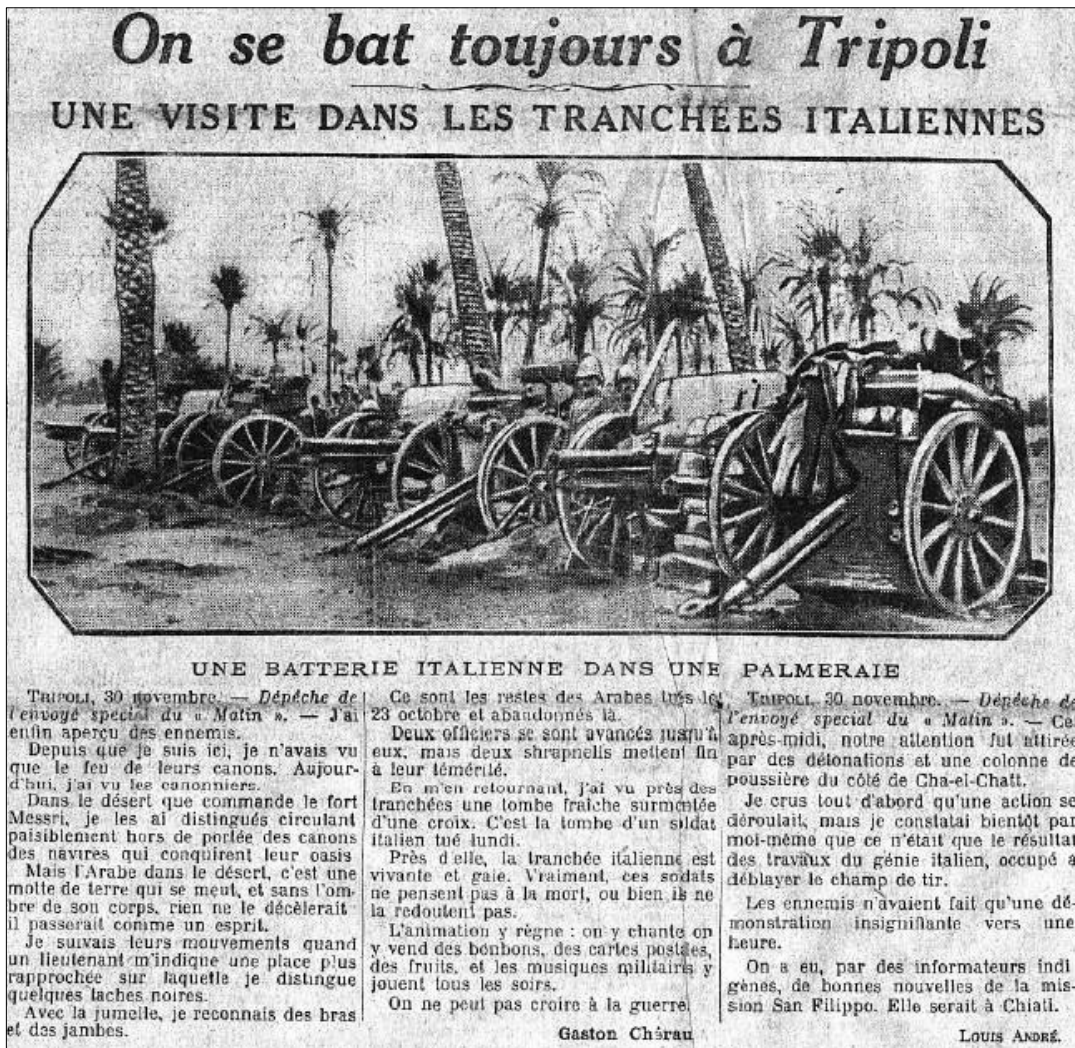 On se bat toujours à Tripoli
UNE VISITE DANS LES TRANCHÉES ITALIENNES
UNE BATTERIE ITALIENNE DANS UNE PALMERAIE
TRIPOLI, 30 novembre. — Dépêche de
l'envoyé spécial du « Matin ». — J'ai
enfin aperçu des ennemis.
Depuis que je suis ici, je n'avais vu
que le feu de leurs canons. Aujour-
d'hui, j'ai vu les canonniers.
Dans le désert que commande le fort
Messri, je les ai distingués circulant
paisiblement hors de portée des canons
des navires qui conquirent leur oasis
Mais l'Arabe dans le désert, c'est une
motte de terre qui se meut, et sans l'om-
bre de son corps, rien ne le décèlerait
il passerait comme un esprit.
Je suivais leurs mouvements quand
un lieutenant m'indique une place plus
rapprochée sur laquelle je distingue
quelques taches noires.
Avec la jumelle, je reconnais des bras
et des jambes.
Ce sont les restes des Arabes tués le
23 octobre et abandonnés là.
Deux officiers se sont avancés jusqu'à
eux, mais deux shrapnells mettent fin
à leur témérité.
En m'en retournant, j'ai vu près des
tranchées une tombe fraîche surmontée
d'une croix. C'est la tombe d'un soldat
italien tué lundi.
Près d'elle, la tranchée italienne est
vivante et gaie. Vraiment, ces soldats
ne pensent pas à la mort, ou bien ils ne
la redoutent pas.
L'animation y règne : on y chante on
y vend des bonbons, des cartes postales,
des fruits, et les musiques militaires y
jouent tous les soirs.
On ne peut pas croire à la guerre.
Gaston Chérau
TRIPOLI, 30 novembre. — Dépêche de
l'envoyé spécial du « Matin ». — Cet
après-midi, notre attention fut attirée
par des détonations et une colonne de
poussière du côté de Cha-el-Chatt.
Je crus tout d'abord qu'une action se
déroulait, mais je constatai bientôt par
moi-même que ce n'était que le résultat
des travaux du génie italien, occupé à
déblayer le champ de tir.
Les ennemis n'avaient fait qu'une dé-
monstration insignifiante vers une
heure.
On a eu, par des informateurs indi
gènes, de bonnes nouvelles de la mis-
sion San Filippo. Elle serait à Chiati.
LOUIS ANDRÉ.